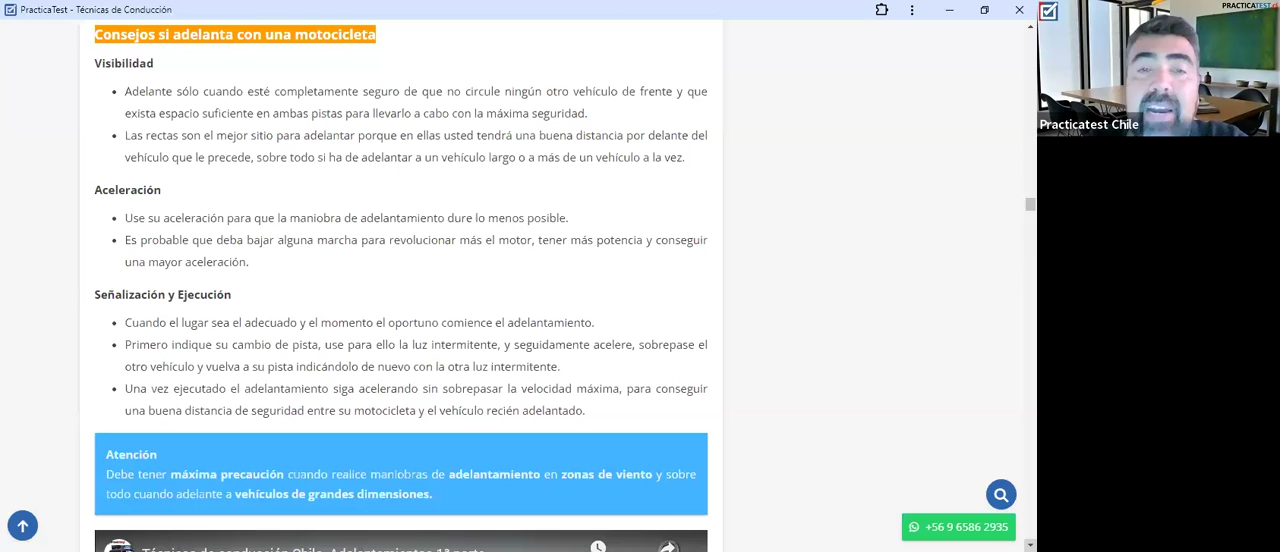 PracticaTest - Técnicas de Conducción
Consejos si adelanta con una motocicleta
Visibilidad
• Adelante sólo cuando esté completamente seguro de que no circule ningún otro vehículo de frente y que
exista espacio suficiente en ambas pistas para llevarlo a cabo con la máxima seguridad.
• Las rectas son el mejor sitio para adelantar porque en ellas usted tendrá una buena distancia por delante del
vehículo que le precede, sobre todo si ha de adelantar a un vehículo largo o a más de un vehículo a la vez.
Aceleración
• Use su aceleración para que la maniobra de adelantamiento dure lo menos posible.
• Es probable que deba bajar alguna marcha para revolucionar más el motor, tener más potencia y conseguir
una mayor aceleración.
Señalización y Ejecución
• Cuando el lugar sea el adecuado y el momento el oportuno comience el adelantamiento.
• Primero indique su cambio de pista, use para ello la luz intermitente, y seguidamente acelere, sobrepase el
otro vehículo y vuelva a su pista indicándolo de nuevo con la otra luz intermitente.
• Una vez ejecutado el adelantamiento siga acelerando sin sobrepasar la velocidad máxima, para conseguir
una buena distancia de seguridad entre su motocicleta y el vehículo recién adelantado.
Atención
Debe tener máxima precaución cuando realice maniobras de adelantamiento en zonas de viento y sobre
todo cuando adelante a vehículos de grandes dimensiones.
Técnicas de conducción Chile. Adelantamientos 1ª parte
+56 9 6586 2935
PRACTICATEST
Practicatest Chile